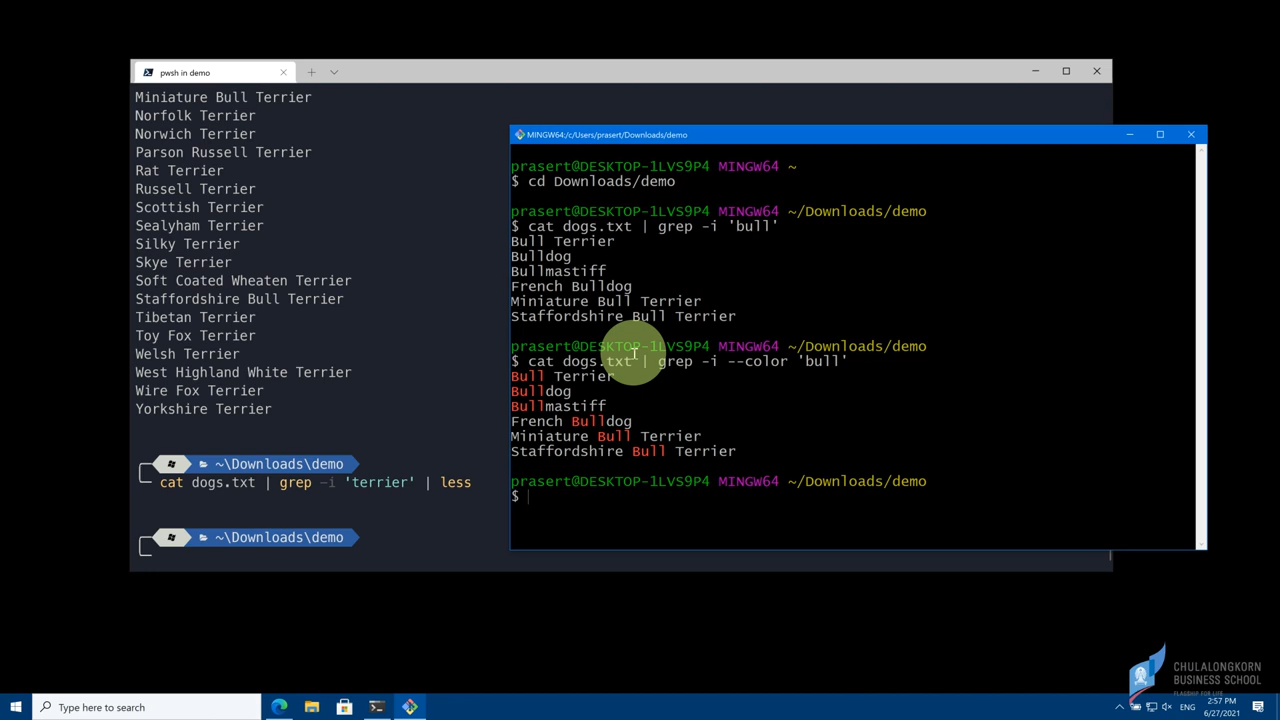 pwsh in demo
Miniature Bull Terrier
Norfolk Terrier
Norwich Terrier
Parson Russell Terrier
Rat Terrier
Russell Terrier
Scottish Terrier
Sealyham Terrier
Silky Terrier
Skye Terrier
Soft Coated Wheaten Terrier
Staffordshire Bull Terrier
Tibetan Terrier
Toy Fox Terrier
Welsh Terrier
West Highland White Terrier
Wire Fox Terrier
Yorkshire Terrier
~\Downloads\demo
cat dogs.txt | grep -i 'terrier' | less
~\Downloads\demo
MINGW64:/c/Users/prasert/Downloads/demo
prasert@DESKTOP-1LVS9P4 MINGW64 ~
$ cd Downloads/demo
prasert@DESKTOP-1LVS9P4 MINGW64 ~/Downloads/demo
$ cat dogs.txt | grep -i 'bull'
Bull Terrier
Bulldog
Bullmastiff
French Bulldog
Miniature Bull Terrier
Staffordshire Bull Terrier
prasert@DESKTOP-1LVS9P4 MINGW64 ~/Downloads/demo
$ cat dogs.txt | grep -i --color 'bull'
Bull Terrier
Bulldog
Bullmastiff
French Bulldog
Miniature Bull Terrier
Staffordshire Bull Terrier
prasert@DESKTOP-1LVS9P4 MINGW64 ~/Downloads/demo
$
CHULALONGKORN
BUSINESS SCHOOL
FLAGSHIP FOR LIFE
Type here to search
ENG
2:57 PM
6/27/2021